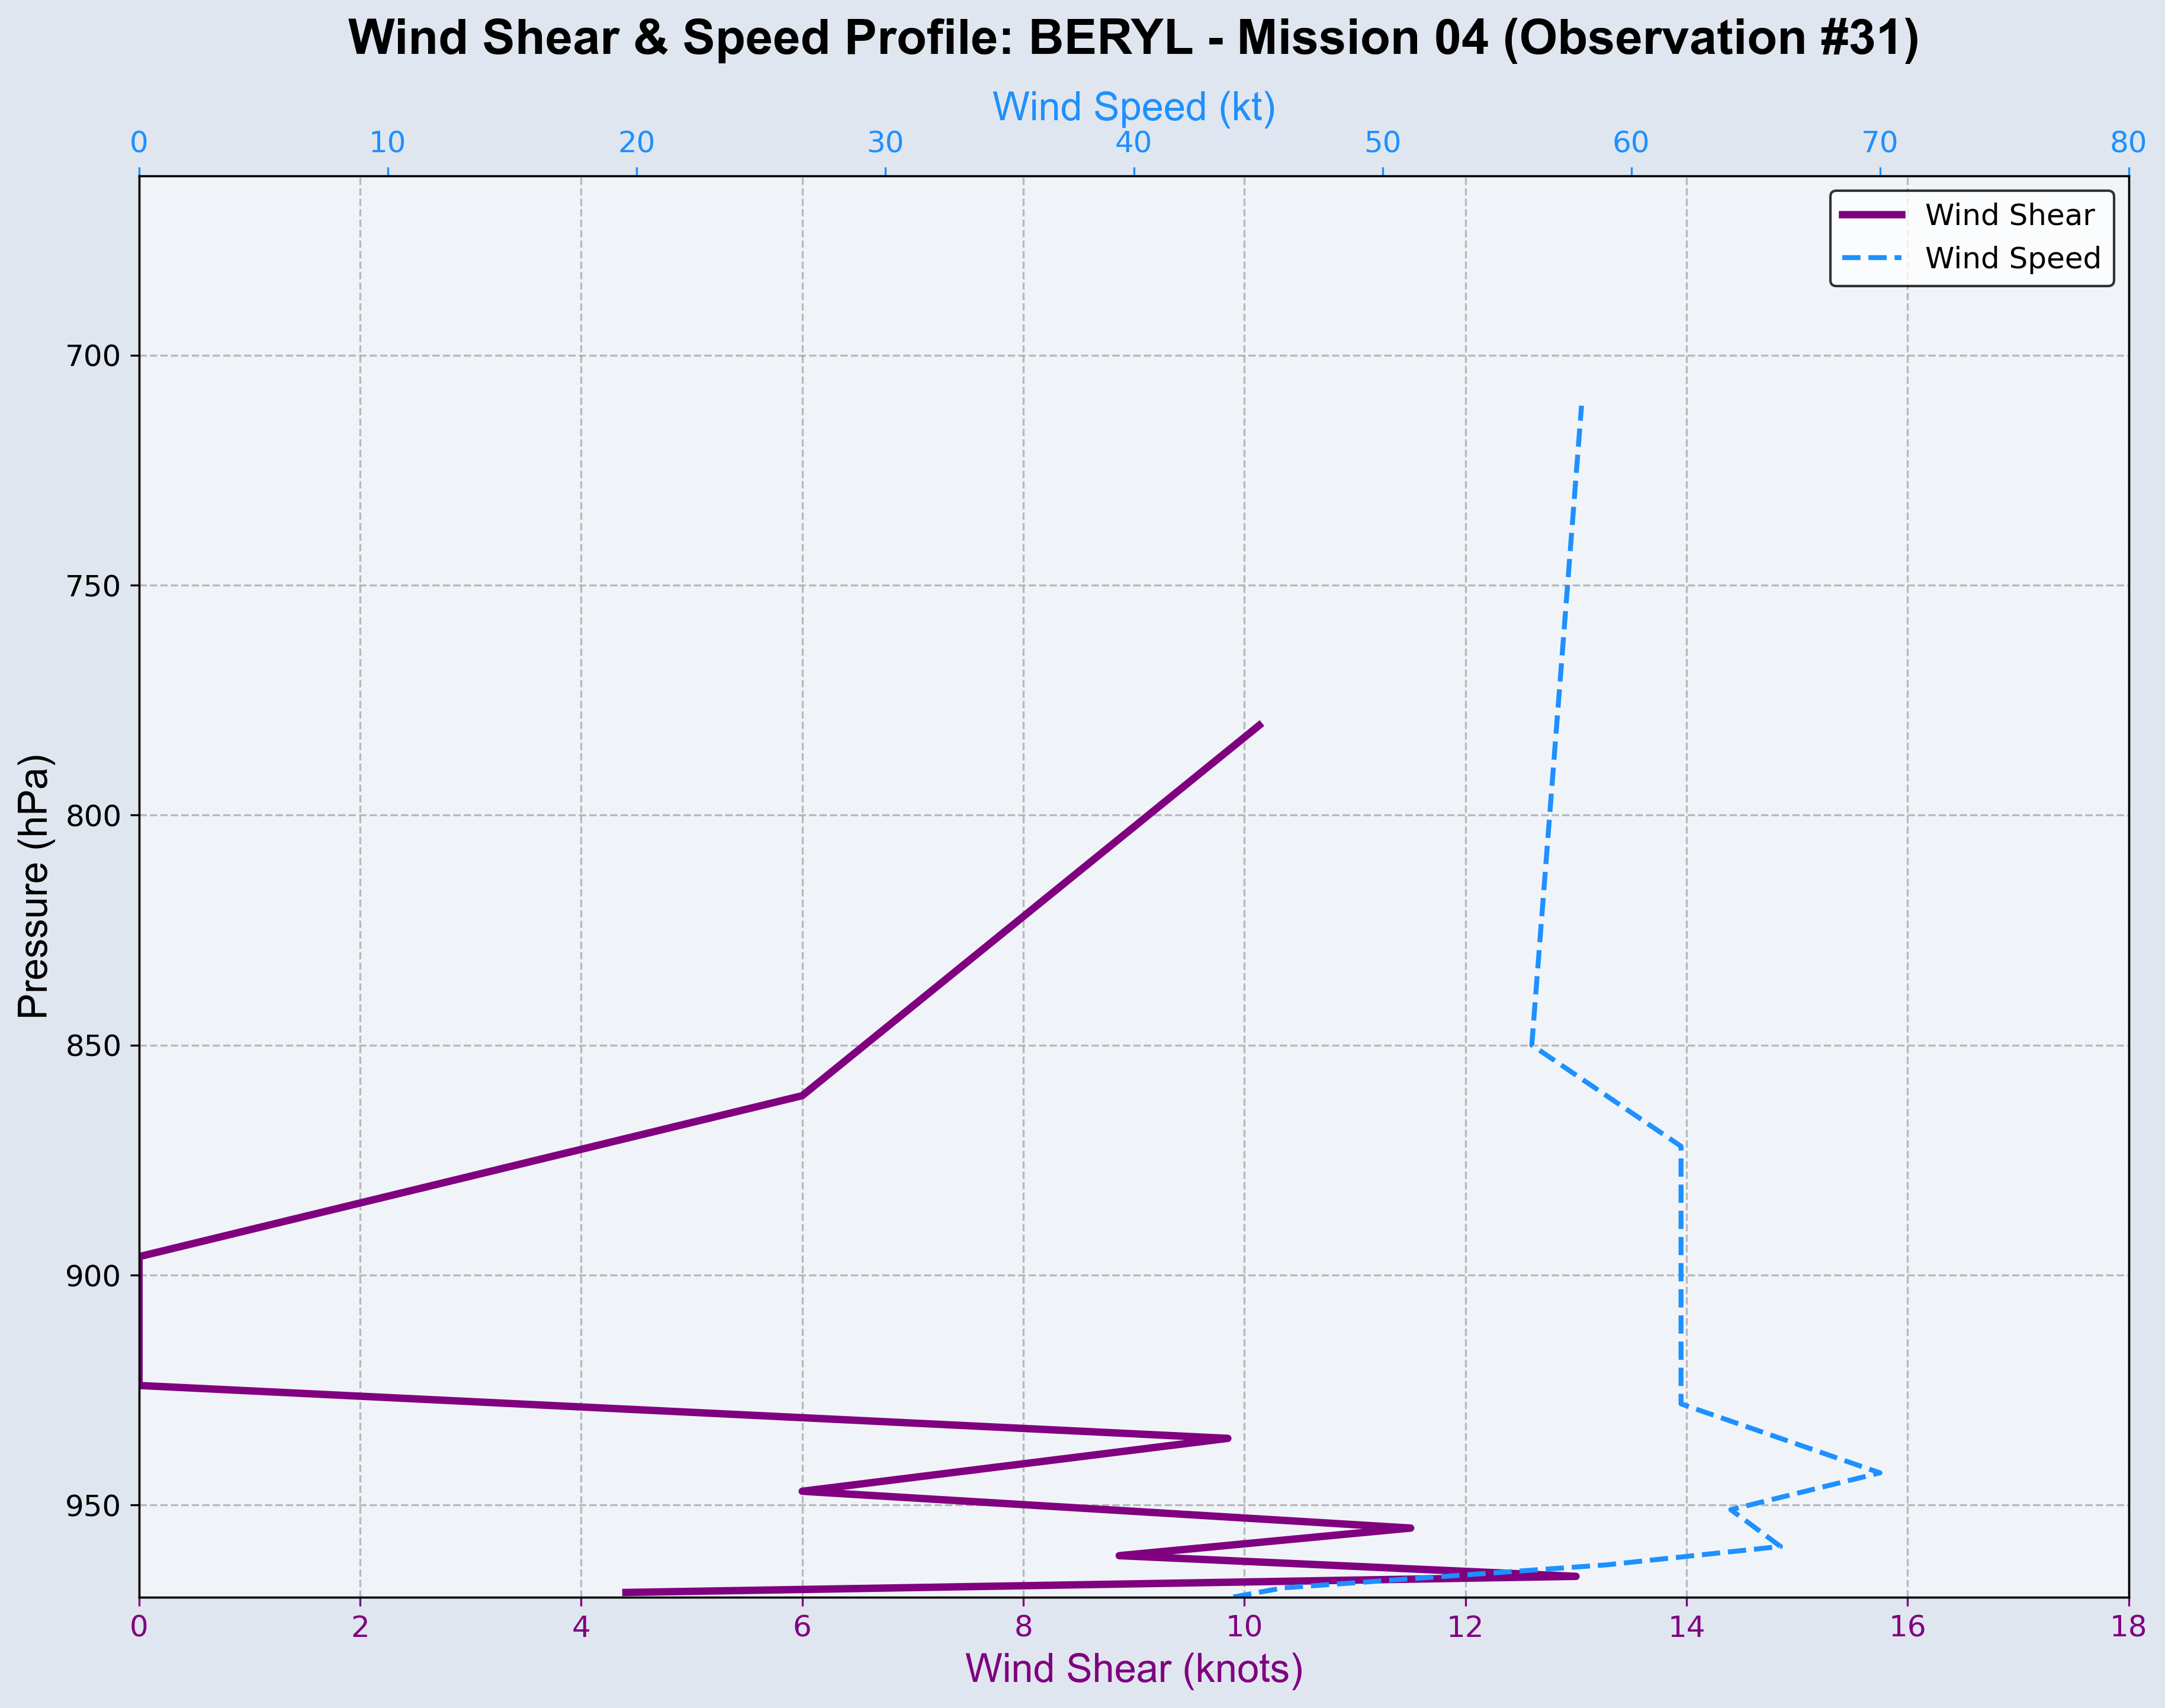 Wind Shear & Speed Profile: BERYL - Mission 04 (Observation #31)
Wind Speed (kt)
0 10 20 30 40 50 60 70 80
Wind Shear
Wind Speed
700
750
800
850
900
950
Pressure (hPa)
0 2 4 6 8 10 12 14 16 18
Wind Shear (knots)